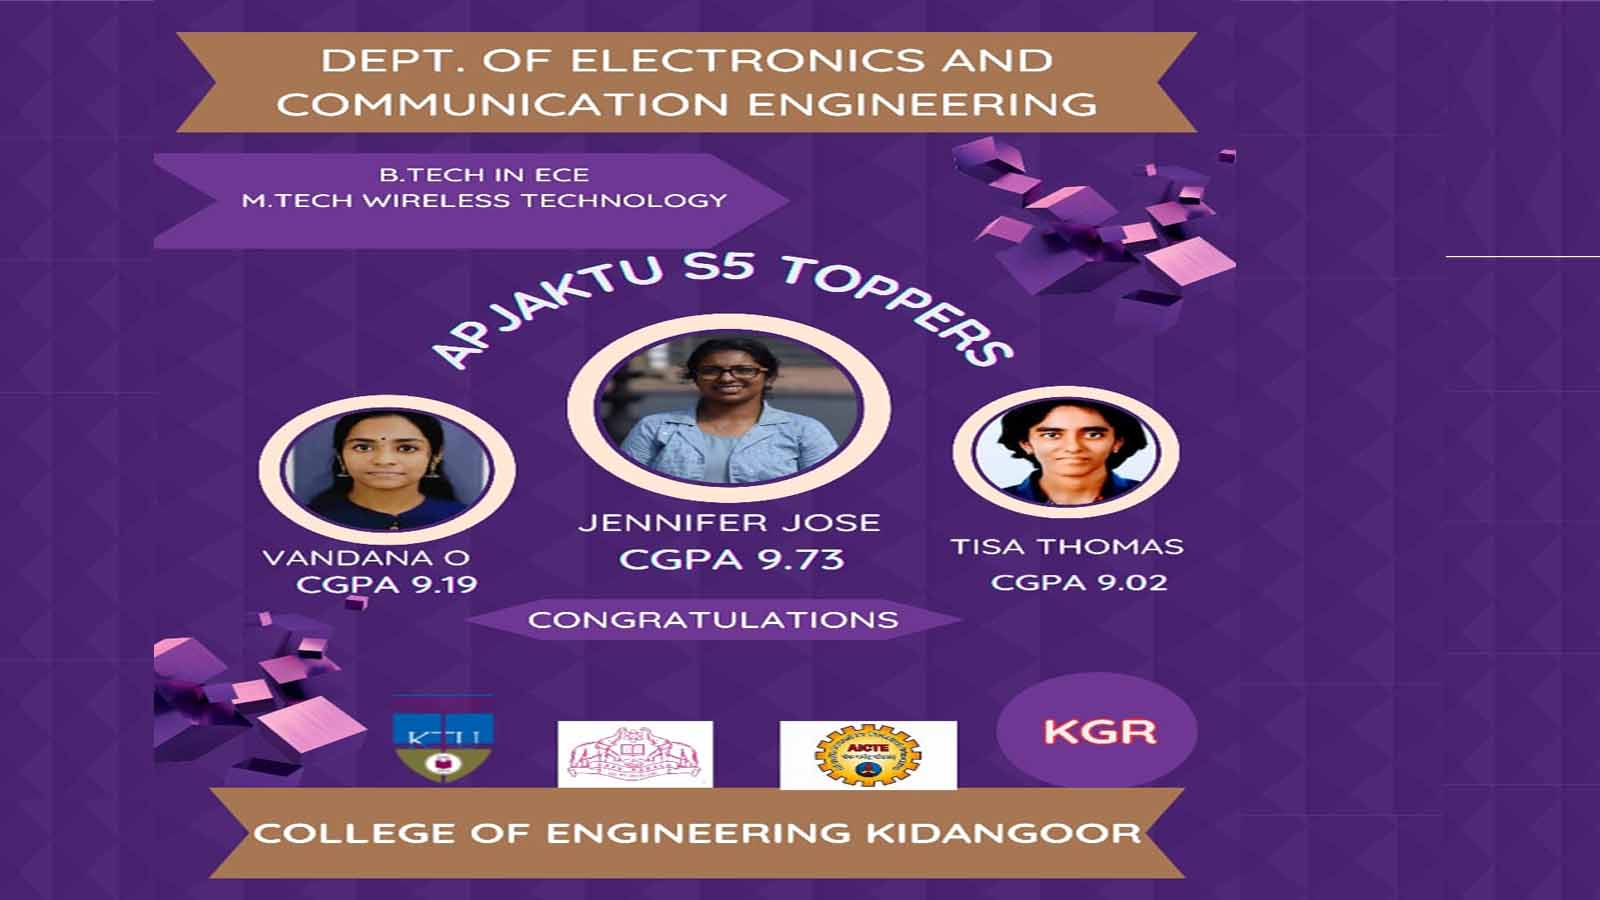 DEPT. OF ELECTRONICS AND
COMMUNICATION ENGINEERING
B.TECH IN ECE
M.TECH WIRELESS TECHNOLOGY
APJAKTU S5 TOPPERS
VANDANA O
CGPA 9.19
JENNIFER JOSE
CGPA 9.73
TISA THOMAS
CGPA 9.02
CONGRATULATIONS
KTU
AICTE
KGR
COLLEGE OF ENGINEERING KIDANGOOR